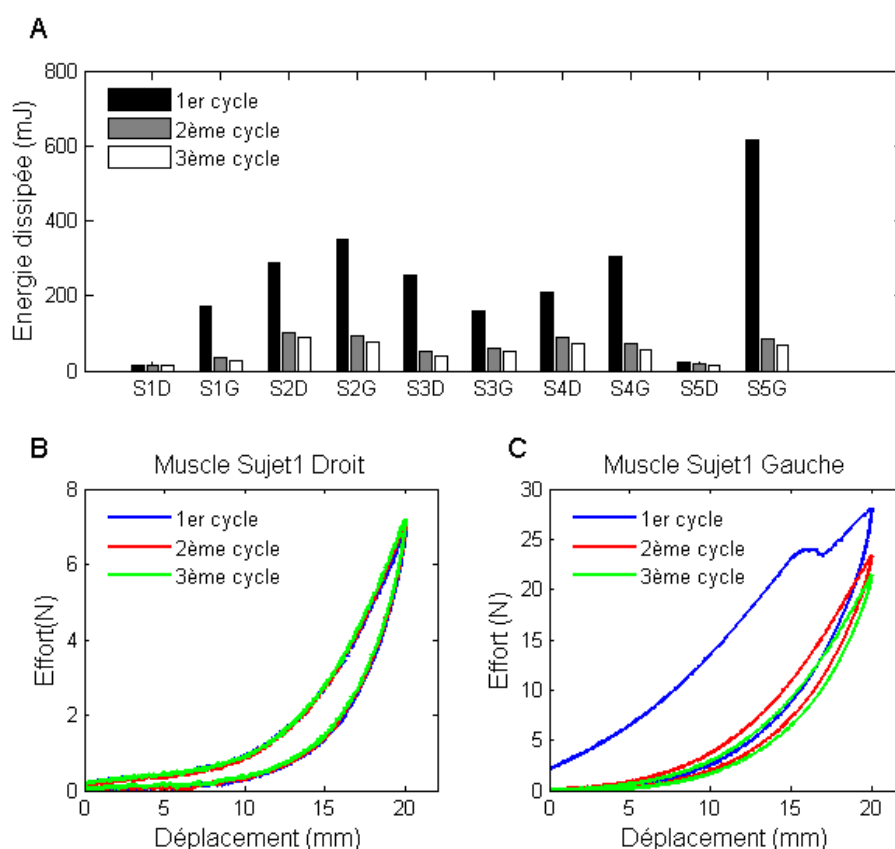 A
Energie dissipée (mJ)
800
600
400
200
0
1er cycle
2ème cycle
3ème cycle
S1D S1G S2D S2G S3D S3G S4D S4G S5D S5G
B
Muscle Sujet1 Droit
Effort(N)
8
6
4
2
0
1er cycle
2ème cycle
3ème cycle
0 5 10 15 20
Déplacement (mm)
C
Muscle Sujet1 Gauche
Effort (N)
30
25
20
15
10
5
0
1er cycle
2ème cycle
3ème cycle
0 5 10 15 20
Déplacement (mm)